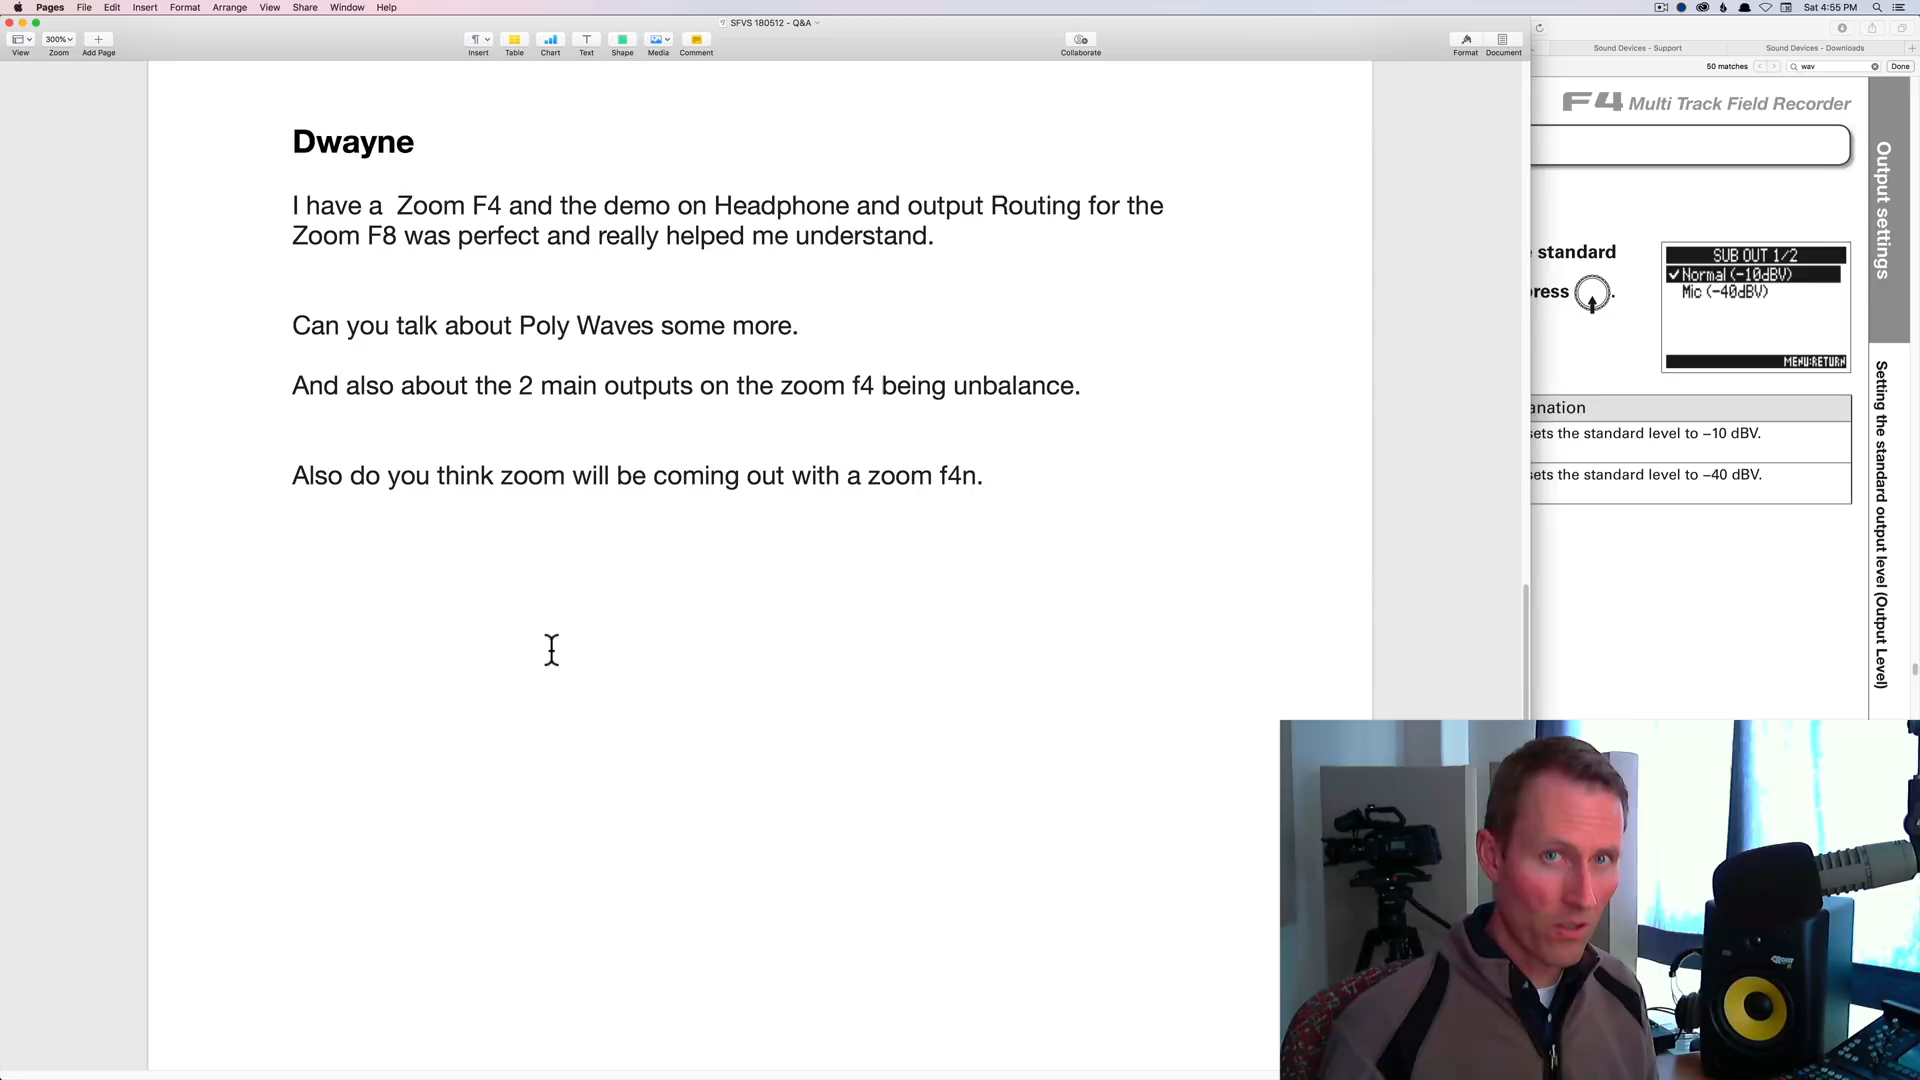 Pages File Edit Insert Format Arrange View Share Window Help
Sat 4:55 PM
SFVS 180512 - Q&A
300%
View Zoom Add Page
Insert Table Chart Text Shape Media Comment
Collaborate
Format Document
Sound Devices - Support
Sound Devices - Downloads
50 matches
wav
Done
Dwayne
I have a  Zoom F4 and the demo on Headphone and output Routing for the
Zoom F8 was perfect and really helped me understand.
Can you talk about Poly Waves some more.
And also about the 2 main outputs on the zoom f4 being unbalance.
Also do you think zoom will be coming out with a zoom f4n.
F4 Multi Track Field Recorder
standard
ress
.
SUB OUT 1/2
Normal (-10dBV)
Mic (-40dBV)
MENU:RETURN
anation
sets the standard level to −10 dBV.
sets the standard level to −40 dBV.
Output settings
Setting the standard output level (Output Level)